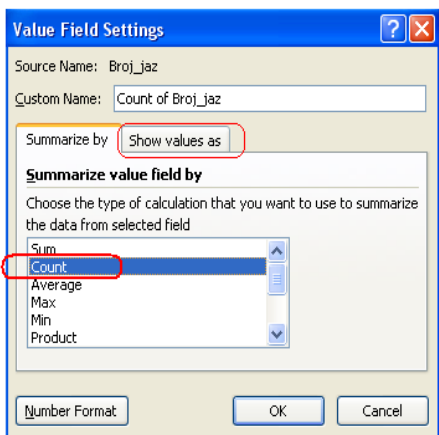 Value Field Settings
Source Name: Broj_jaz
Custom Name: Count of Broj_jaz
Summarize by Show values as
Summarize value field by
Choose the type of calculation that you want to use to summarize
the data from selected field
Sum
Count
Average
Max
Min
Product
Number Format OK Cancel